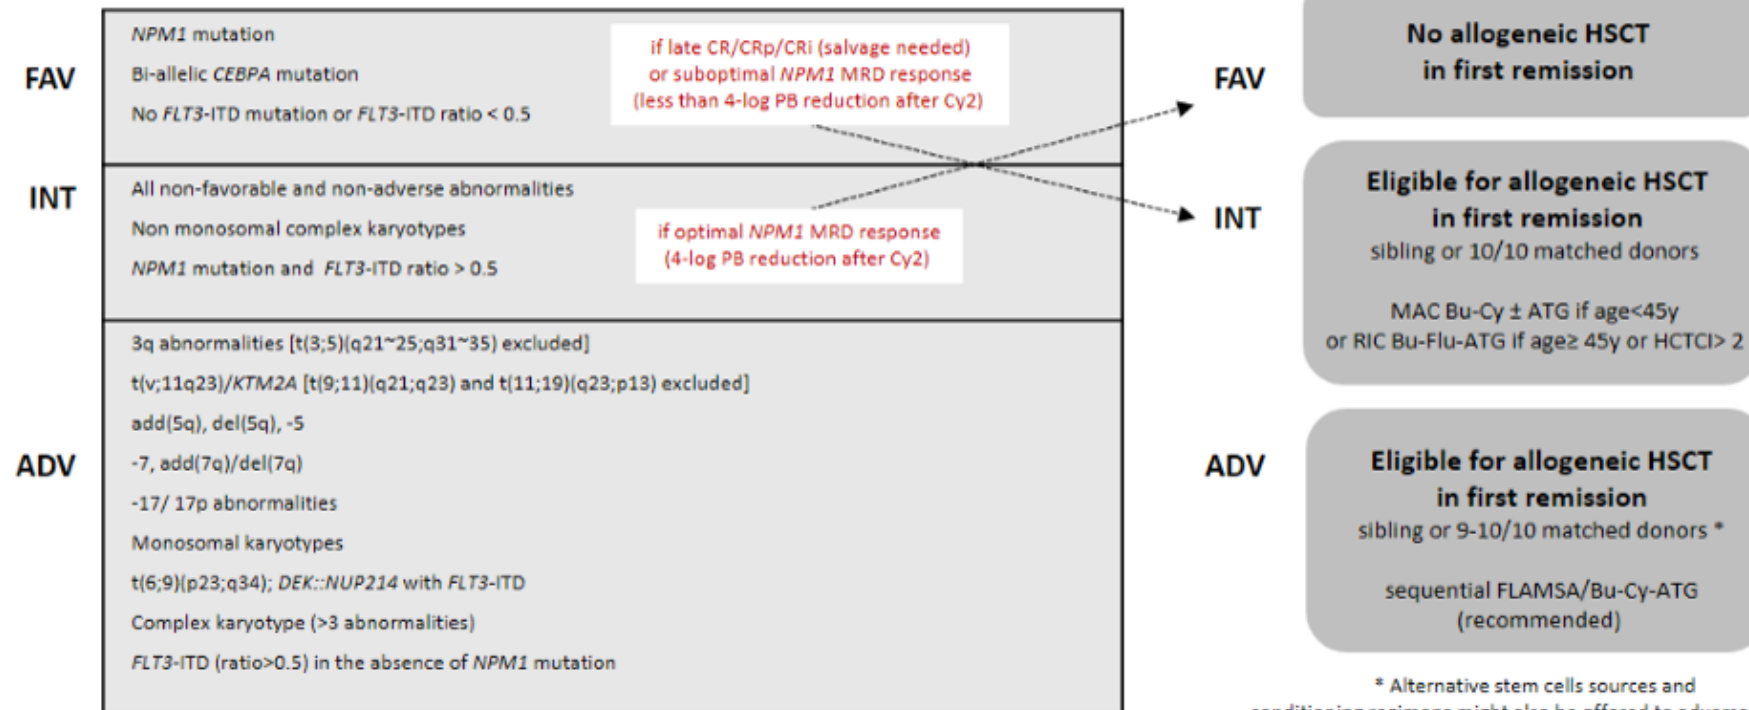 FAV
NPM1 mutation
Bi-allelic CEBPA mutation
No FLT3-ITD mutation or FLT3-ITD ratio < 0.5
if late CR/CRp/CRi (salvage needed)
or suboptimal NPM1 MRD response
(less than 4-log PB reduction after Cy2)
INT
All non-favorable and non-adverse abnormalities
Non monosomal complex karyotypes
NPM1 mutation and FLT3-ITD ratio > 0.5
if optimal NPM1 MRD response
(4-log PB reduction after Cy2)
ADV
3q abnormalities [t(3;5)(q21~25;q31~35) excluded]
t(v;11q23)/KTM2A [t(9;11)(q21;q23) and t(11;19)(q23;p13) excluded]
add(5q), del(5q), -5
-7, add(7q)/del(7q)
-17/ 17p abnormalities
Monosomal karyotypes
t(6;9)(p23;q34); DEK::NUP214 with FLT3-ITD
Complex karyotype (>3 abnormalities)
FLT3-ITD (ratio>0.5) in the absence of NPM1 mutation
FAV
No allogeneic HSCT
in first remission
INT
Eligible for allogeneic HSCT
in first remission
sibling or 10/10 matched donors
MAC Bu-Cy ± ATG if age<45y
or RIC Bu-Flu-ATG if age≥ 45y or HCTCI> 2
ADV
Eligible for allogeneic HSCT
in first remission
sibling or 9-10/10 matched donors *
sequential FLAMSA/Bu-Cy-ATG
(recommended)
* Alternative stem cells sources and